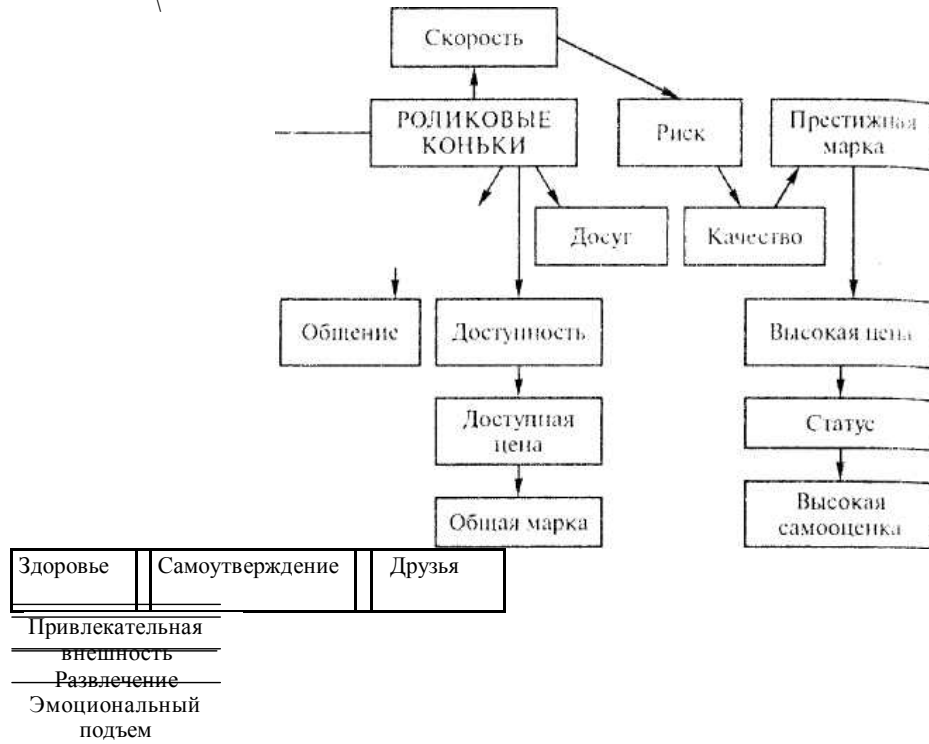 Скорость
РОЛИКОВЫЕ
КОНЬКИ
Риск
Престижная
марка
Досуг
Качество
Общение
Доступность
Высокая цена
Доступная
цена
Статус
Общая марка
Высокая
самооценка
Здоровье
Самоутверждение
Друзья
Привлекательная
внешность
Развлечение
Эмоциональный
подъем